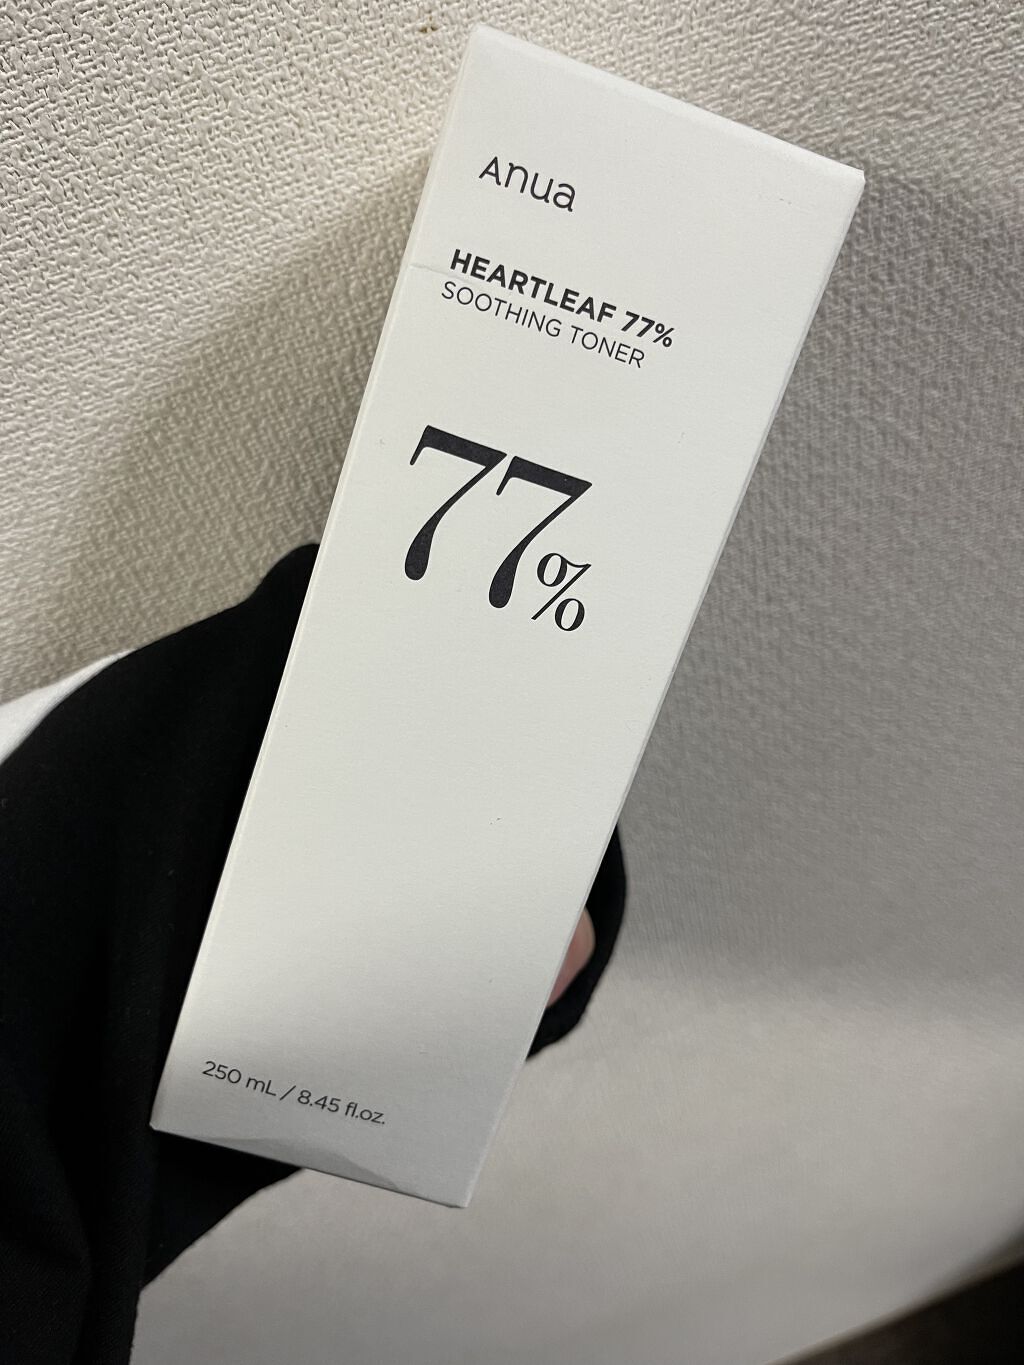 Anua
HEARTLEAF 77%
SOOTHING TONER
77%
250 mL / 8.45 fl.oz.